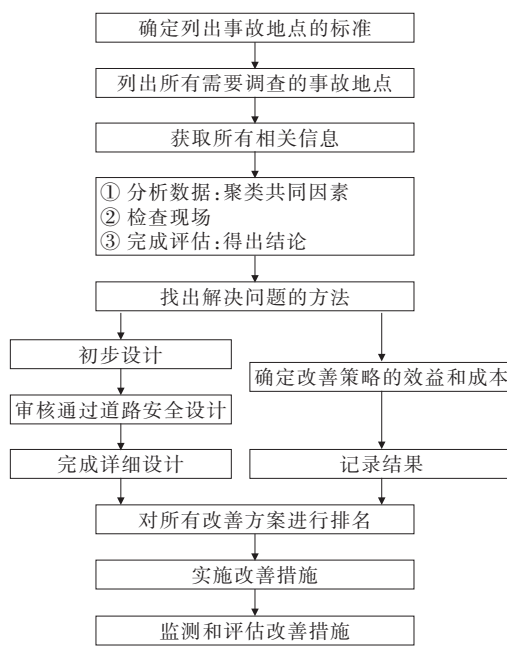 确定列出事故地点的标准
列出所有需要调查的事故地点
获取所有相关信息
① 分析数据:聚类共同因素
② 检查现场
③ 完成评估:得出结论
找出解决问题的方法
初步设计
审核通过道路安全设计
完成详细设计
确定改善策略的效益和成本
记录结果
对所有改善方案进行排名
实施改善措施
监测和评估改善措施